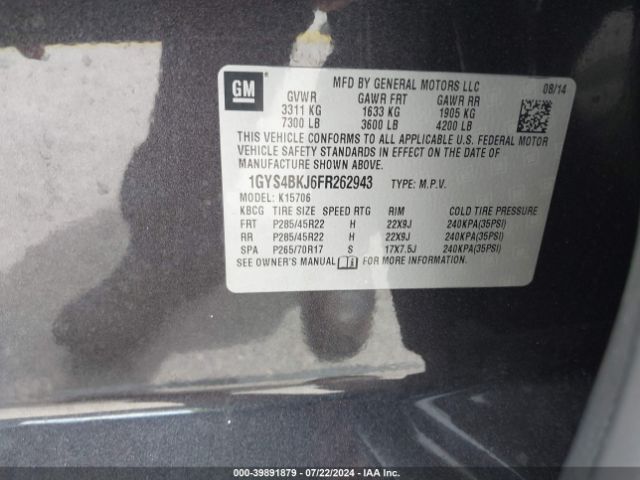 GM
MFD BY GENERAL MOTORS LLC
08/14
GVWR GAWR FRT GAWR RR
3311 KG 1633 KG 1905 KG
7300 LB 3600 LB 4200 LB
THIS VEHICLE CONFORMS TO ALL APPLICABLE U.S. FEDERAL MOTOR
VEHICLE SAFETY STANDARDS IN EFFECT ON THE DATE OF
MANUFACTURE SHOWN ABOVE.
1GYS4BKJ6FR262943 TYPE: M.P.V.
MODEL: K15706
KBCG TIRE SIZE SPEED RTG RIM COLD TIRE PRESSURE
FRT P285/45R22 H 22X9J 240KPA(35PSI)
RR P285/45R22 H 22X9J 240KPA(35PSI)
SPA P265/70R17 S 17X7.5J 240KPA(35PSI)
SEE OWNER'S MANUAL FOR MORE INFORMATION.
000-39891879 - 07/22/2024 - IAA Inc.